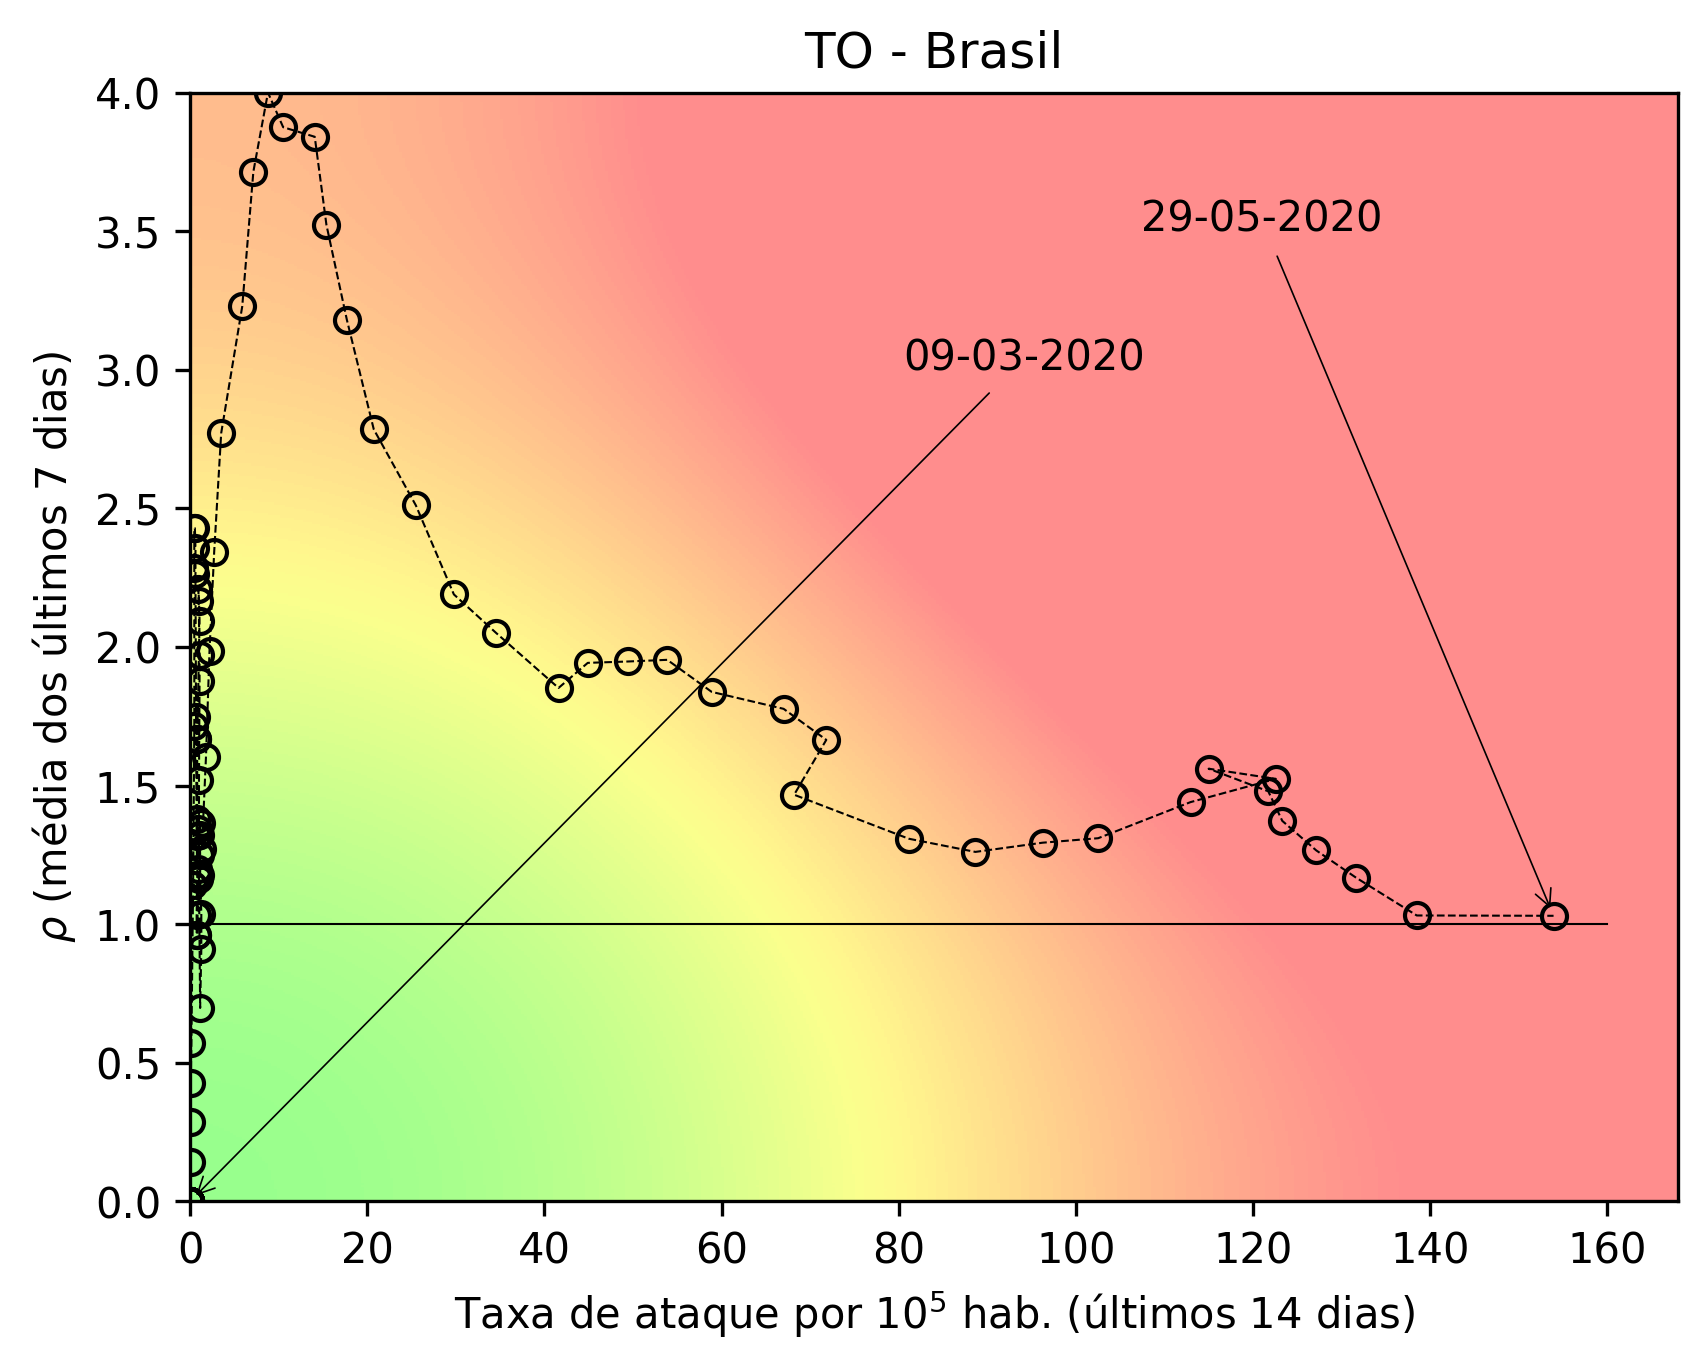 TO - Brasil
4.0
3.5
3.0
2.5
2.0
1.5
1.0
0.5
0.0
ρ (média dos últimos 7 dias)
29-05-2020
09-03-2020
0 20 40 60 80 100 120 140 160
Taxa de ataque por 10⁵ hab. (últimos 14 dias)